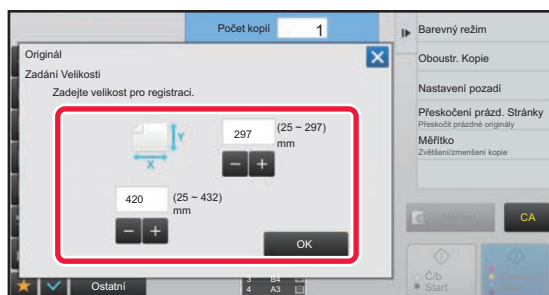 Počet kopií 1
Originál
Zadání Velikosti
Zadejte velikost pro registraci.
Y
X
297 (25 ~ 297)
mm
420 (25 ~ 432)
mm
OK
Ostatní
3 B4
4 A3
Barevný režim
Oboustr. Kopie
Nastavení pozadí
Přeskočení prázd. Stránky
Přeskočit prázdné originály
Měřítko
Zvětšení/zmenšení kopie
CA
Č/b
Start